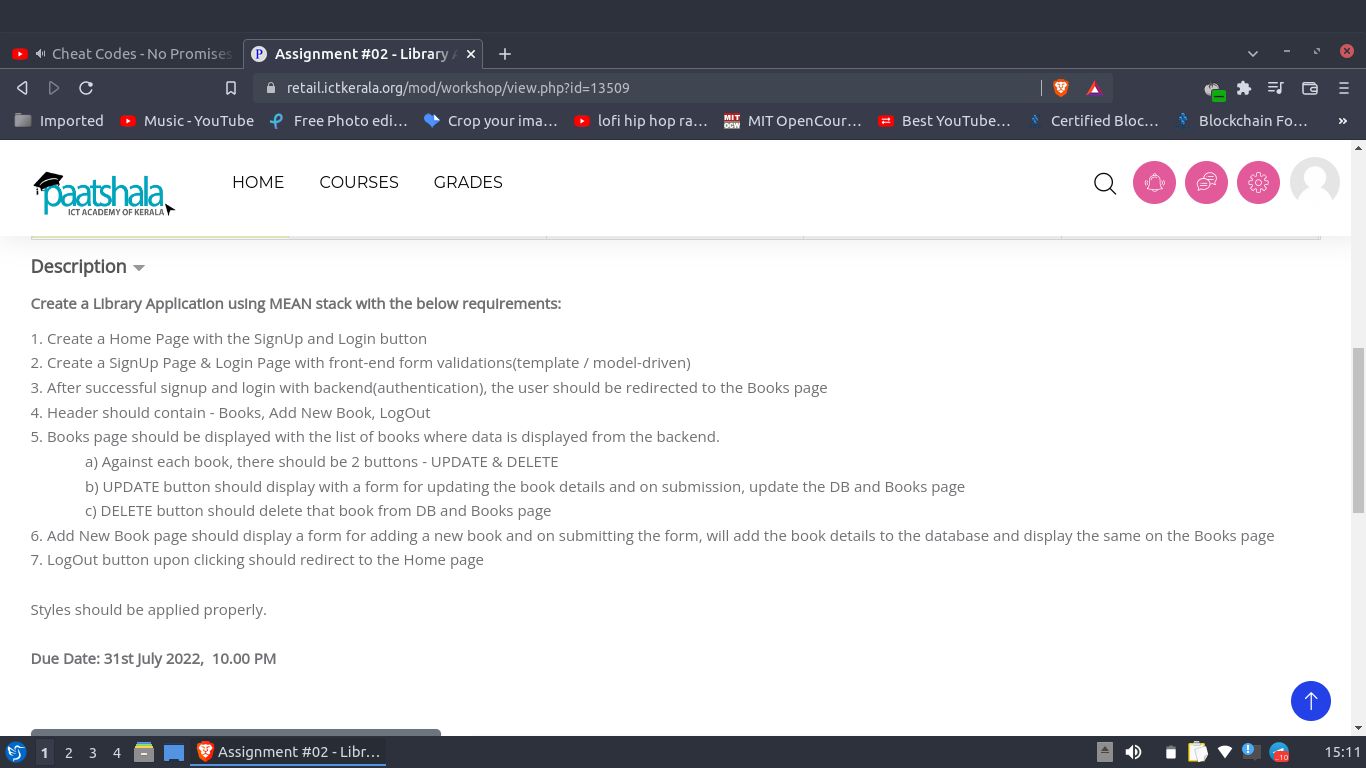 Cheat Codes - No Promises
Assignment #02 - Library A
retail.ictkerala.org/mod/workshop/view.php?id=13509
Imported
Music - YouTube
Free Photo edi...
Crop your ima...
lofi hip hop ra...
MIT OpenCour...
Best YouTube...
Certified Bloc...
Blockchain Fo...
»
paatshala
ICT ACADEMY OF KERALA
HOME
COURSES
GRADES
Description
Create a Library Application using MEAN stack with the below requirements:
1. Create a Home Page with the SignUp and Login button
2. Create a SignUp Page & Login Page with front-end form validations(template / model-driven)
3. After successful signup and login with backend(authentication), the user should be redirected to the Books page
4. Header should contain - Books, Add New Book, LogOut
5. Books page should be displayed with the list of books where data is displayed from the backend.
a) Against each book, there should be 2 buttons - UPDATE & DELETE
b) UPDATE button should display with a form for updating the book details and on submission, update the DB and Books page
c) DELETE button should delete that book from DB and Books page
6. Add New Book page should display a form for adding a new book and on submitting the form, will add the book details to the database and display the same on the Books page
7. LogOut button upon clicking should redirect to the Home page
Styles should be applied properly.
Due Date: 31st July 2022, 10.00 PM
1 2 3 4
Assignment #02 - Libr...
15:11